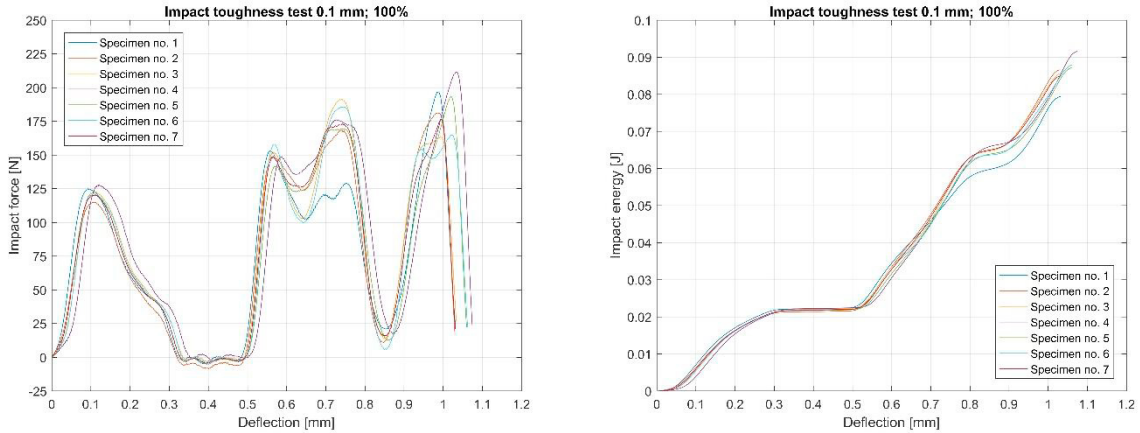 Impact toughness test 0.1 mm; 100%
250
225
200
175
150
125
100
75
50
25
0
-25
Impact force [N]
Specimen no. 1
Specimen no. 2
Specimen no. 3
Specimen no. 4
Specimen no. 5
Specimen no. 6
Specimen no. 7
0 0.1 0.2 0.3 0.4 0.5 0.6 0.7 0.8 0.9 1 1.1 1.2
Deflection [mm]
Impact toughness test 0.1 mm; 100%
0.1
0.09
0.08
0.07
0.06
0.05
0.04
0.03
0.02
0.01
0
Impact energy [J]
Specimen no. 1
Specimen no. 2
Specimen no. 3
Specimen no. 4
Specimen no. 5
Specimen no. 6
Specimen no. 7
0 0.1 0.2 0.3 0.4 0.5 0.6 0.7 0.8 0.9 1 1.1 1.2
Deflection [mm]